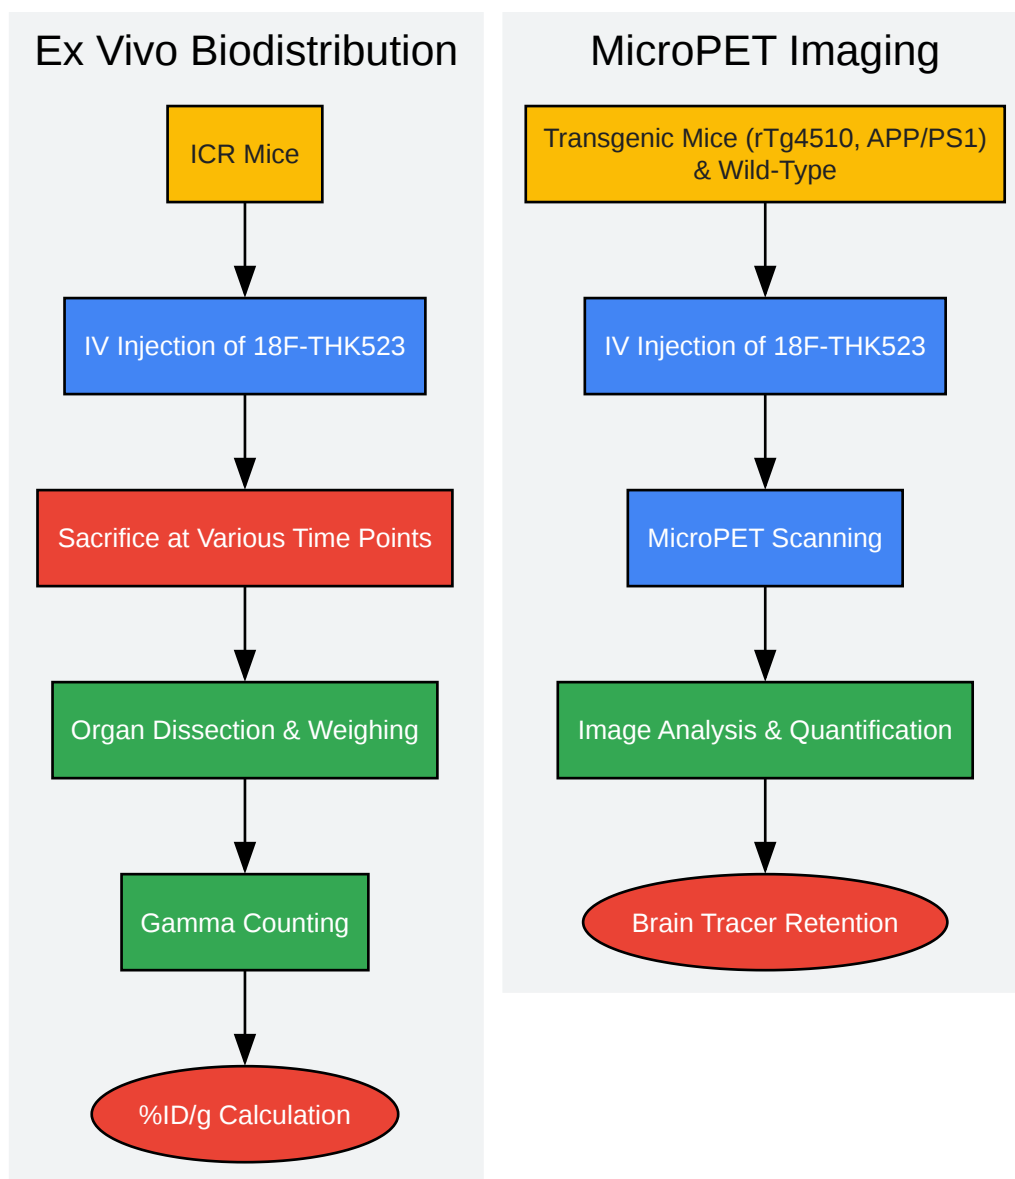 Ex Vivo Biodistribution
ICR Mice
IV Injection of 18F-THK523
Sacrifice at Various Time Points
Organ Dissection & Weighing
Gamma Counting
%ID/g Calculation
MicroPET Imaging
Transgenic Mice (rTg4510, APP/PS1)
& Wild-Type
IV Injection of 18F-THK523
MicroPET Scanning
Image Analysis & Quantification
Brain Tracer Retention